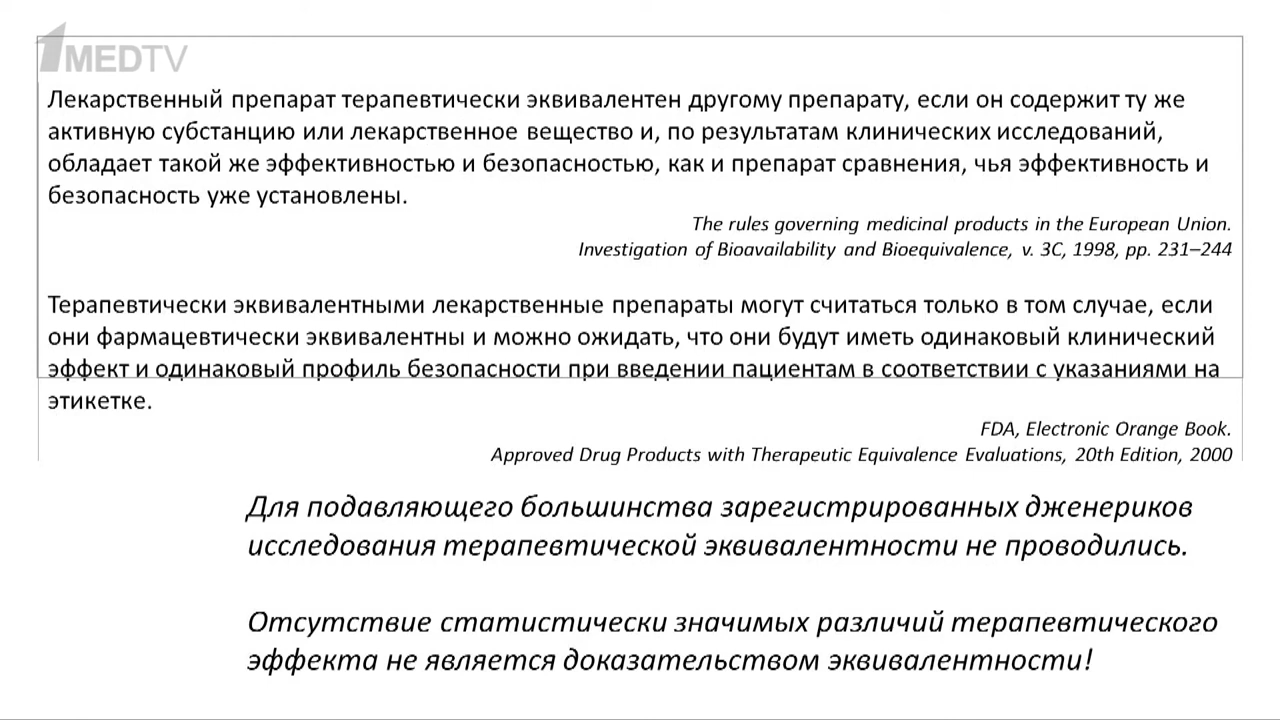 1MEDTV
Лекарственный препарат терапевтически эквивалентен другому препарату, если он содержит ту же
активную субстанцию или лекарственное вещество и, по результатам клинических исследований,
обладает такой же эффективностью и безопасностью, как и препарат сравнения, чья эффективность и
безопасность уже установлены.
The rules governing medicinal products in the European Union.
Investigation of Bioavailability and Bioequivalence, v. 3C, 1998, pp. 231–244
Терапевтически эквивалентными лекарственные препараты могут считаться только в том случае, если
они фармацевтически эквивалентны и можно ожидать, что они будут иметь одинаковый клинический
эффект и одинаковый профиль безопасности при введении пациентам в соответствии с указаниями на
этикетке.
FDA, Electronic Orange Book.
Approved Drug Products with Therapeutic Equivalence Evaluations, 20th Edition, 2000
Для подавляющего большинства зарегистрированных дженериков
исследования терапевтической эквивалентности не проводились.
Отсутствие статистически значимых различий терапевтического
эффекта не является доказательством эквивалентности!